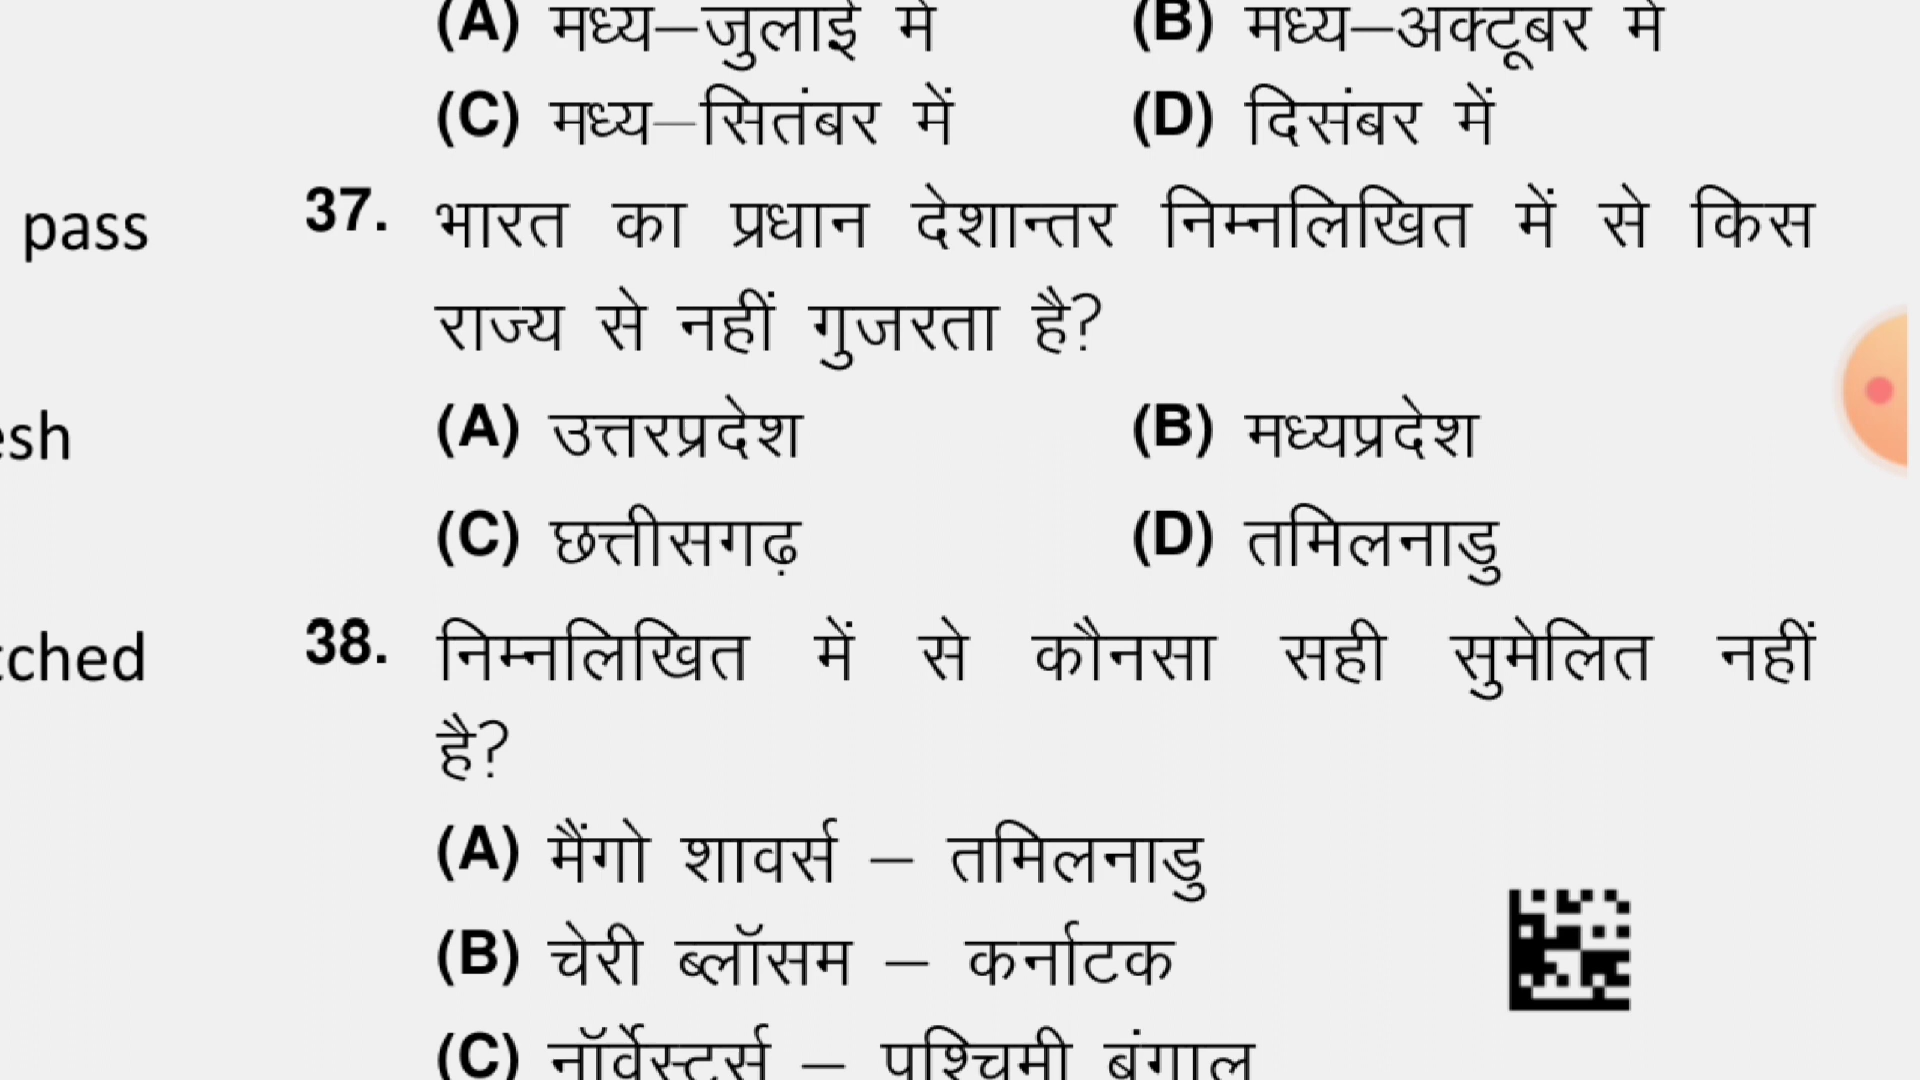 (A) मध्य–जुलाई में (B) मध्य–अक्टूबर में
(C) मध्य–सितंबर में (D) दिसंबर में
pass 37. भारत का प्रधान देशान्तर निम्नलिखित में से किस
राज्य से नहीं गुजरता है?
esh (A) उत्तरप्रदेश (B) मध्यप्रदेश
(C) छत्तीसगढ़ (D) तमिलनाडु
ched 38. निम्नलिखित में से कौनसा सही सुमेलित नहीं
है?
(A) मैंगो शावर्स – तमिलनाडु
(B) चेरी ब्लॉसम – कर्नाटक
(C) नॉर्वेस्टर्स – पश्चिमी बंगाल